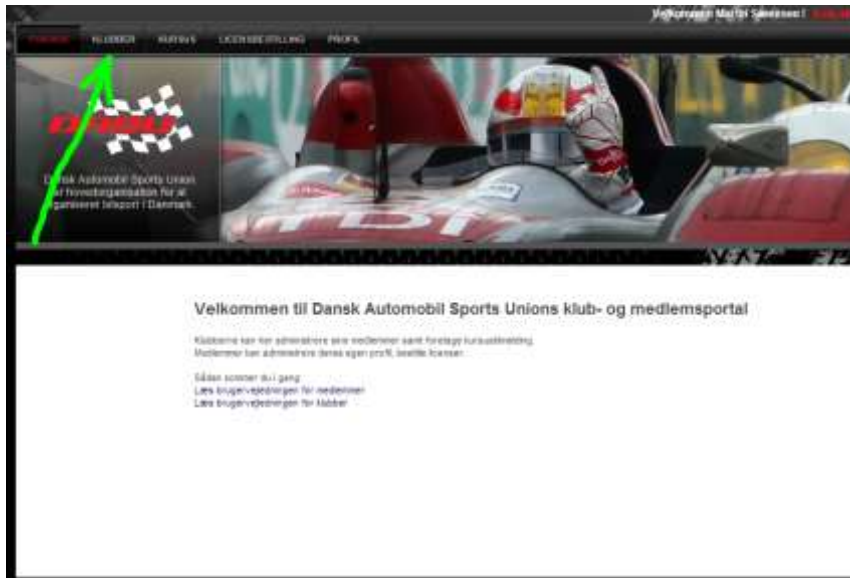 Velkommen Martin Sørensen!
FORSIDE KLUBBER KURSUS LICENSBESTILLING PROFIL
DASU
Dansk Automobil Sports Union
er hovedorganisation for al
organiseret bilsport i Danmark.
TDI
Velkommen til Dansk Automobil Sports Unions klub- og medlemsportal
Klubberne kan her administrere sine medlemmer samt foretage kursustilmelding.
Medlemmer kan administrere deres egen profil, bestille licenser.
Sådan kommer du i gang:
Læs brugervejledningen for medlemmer
Læs brugervejledningen for klubber